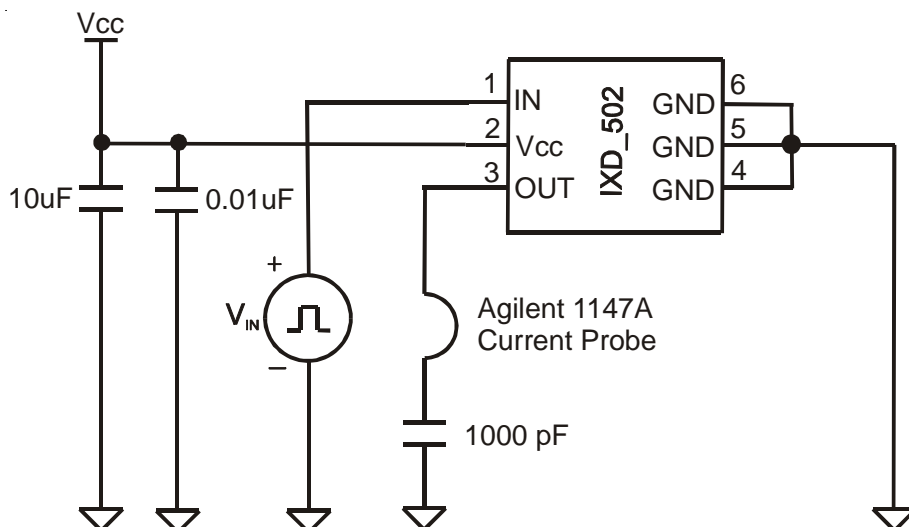 Vcc
1
IN
2
Vcc
3
OUT
IXD_502
6
GND
5
GND
4
GND
10uF
0.01uF
+
VIN
−
Agilent 1147A
Current Probe
1000 pF